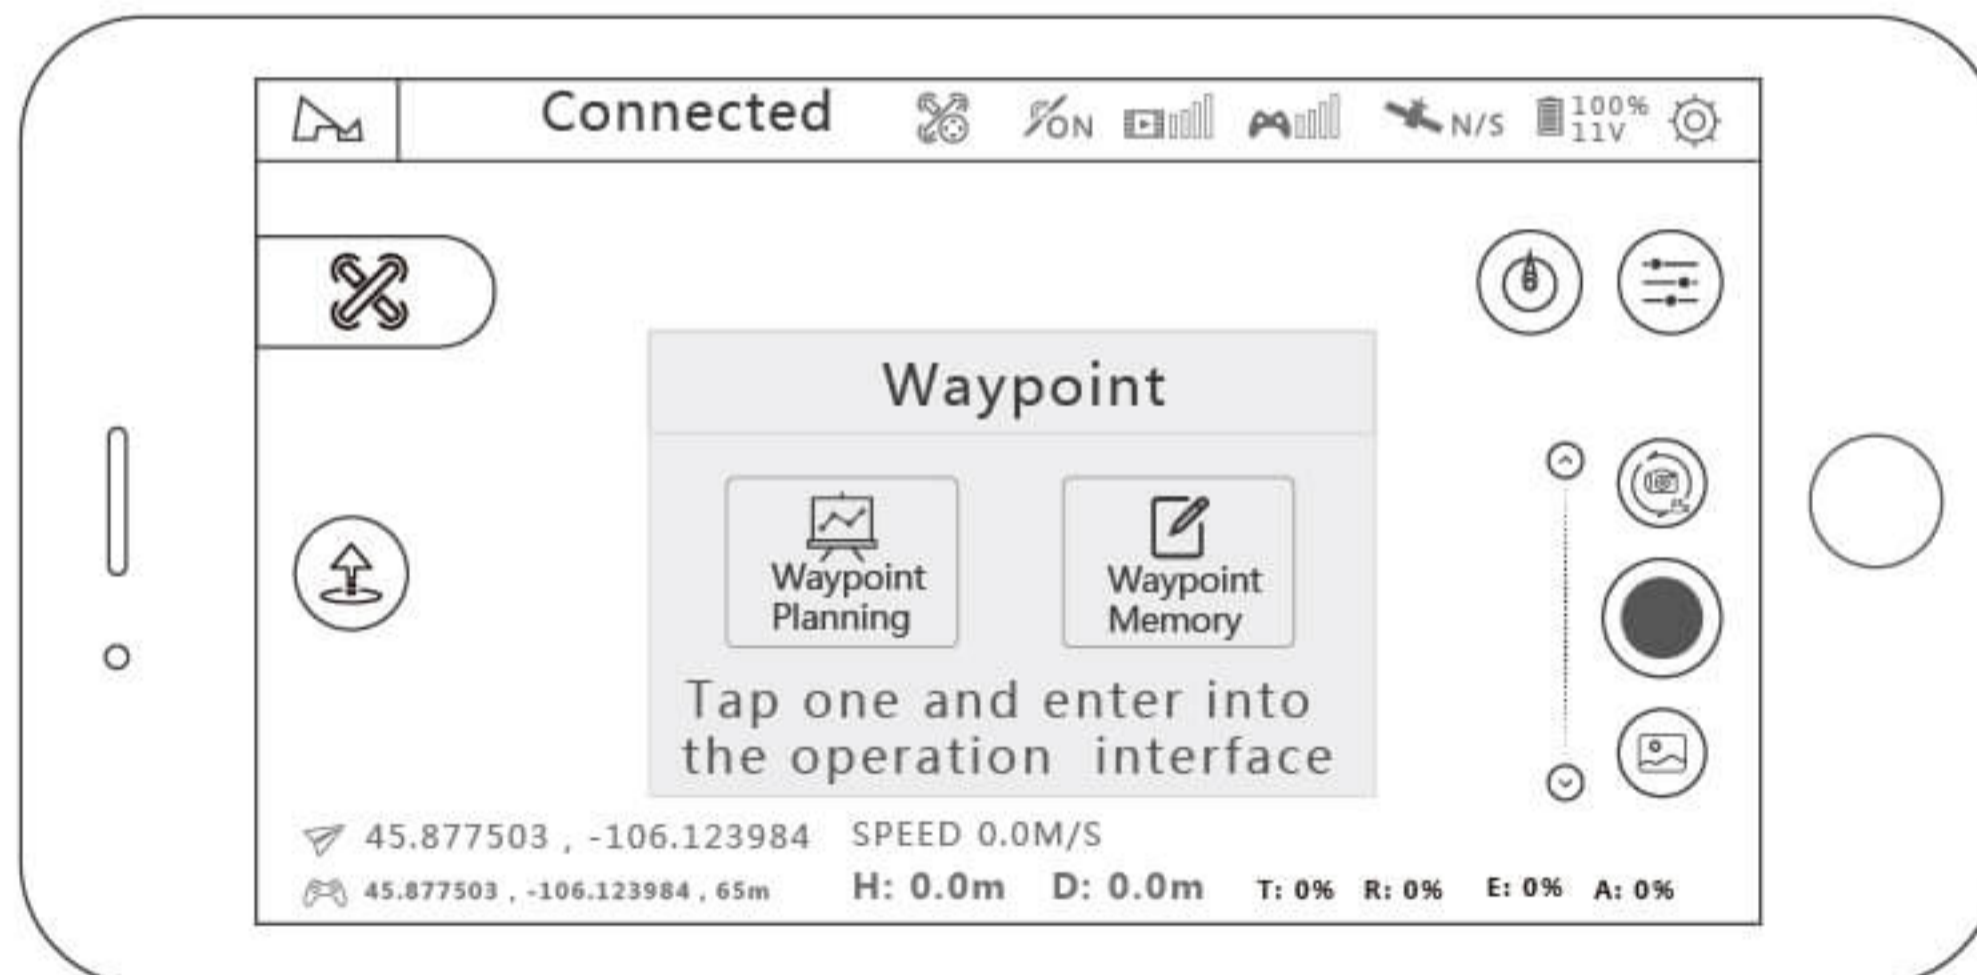 Connected
ON
N/S
100%
11V
Waypoint
Waypoint
Planning
Waypoint
Memory
Tap one and enter into
the operation interface
45.877503 , -106.123984 SPEED 0.0M/S
45.877503 , -106.123984 , 65m H: 0.0m D: 0.0m T: 0% R: 0% E: 0% A: 0%